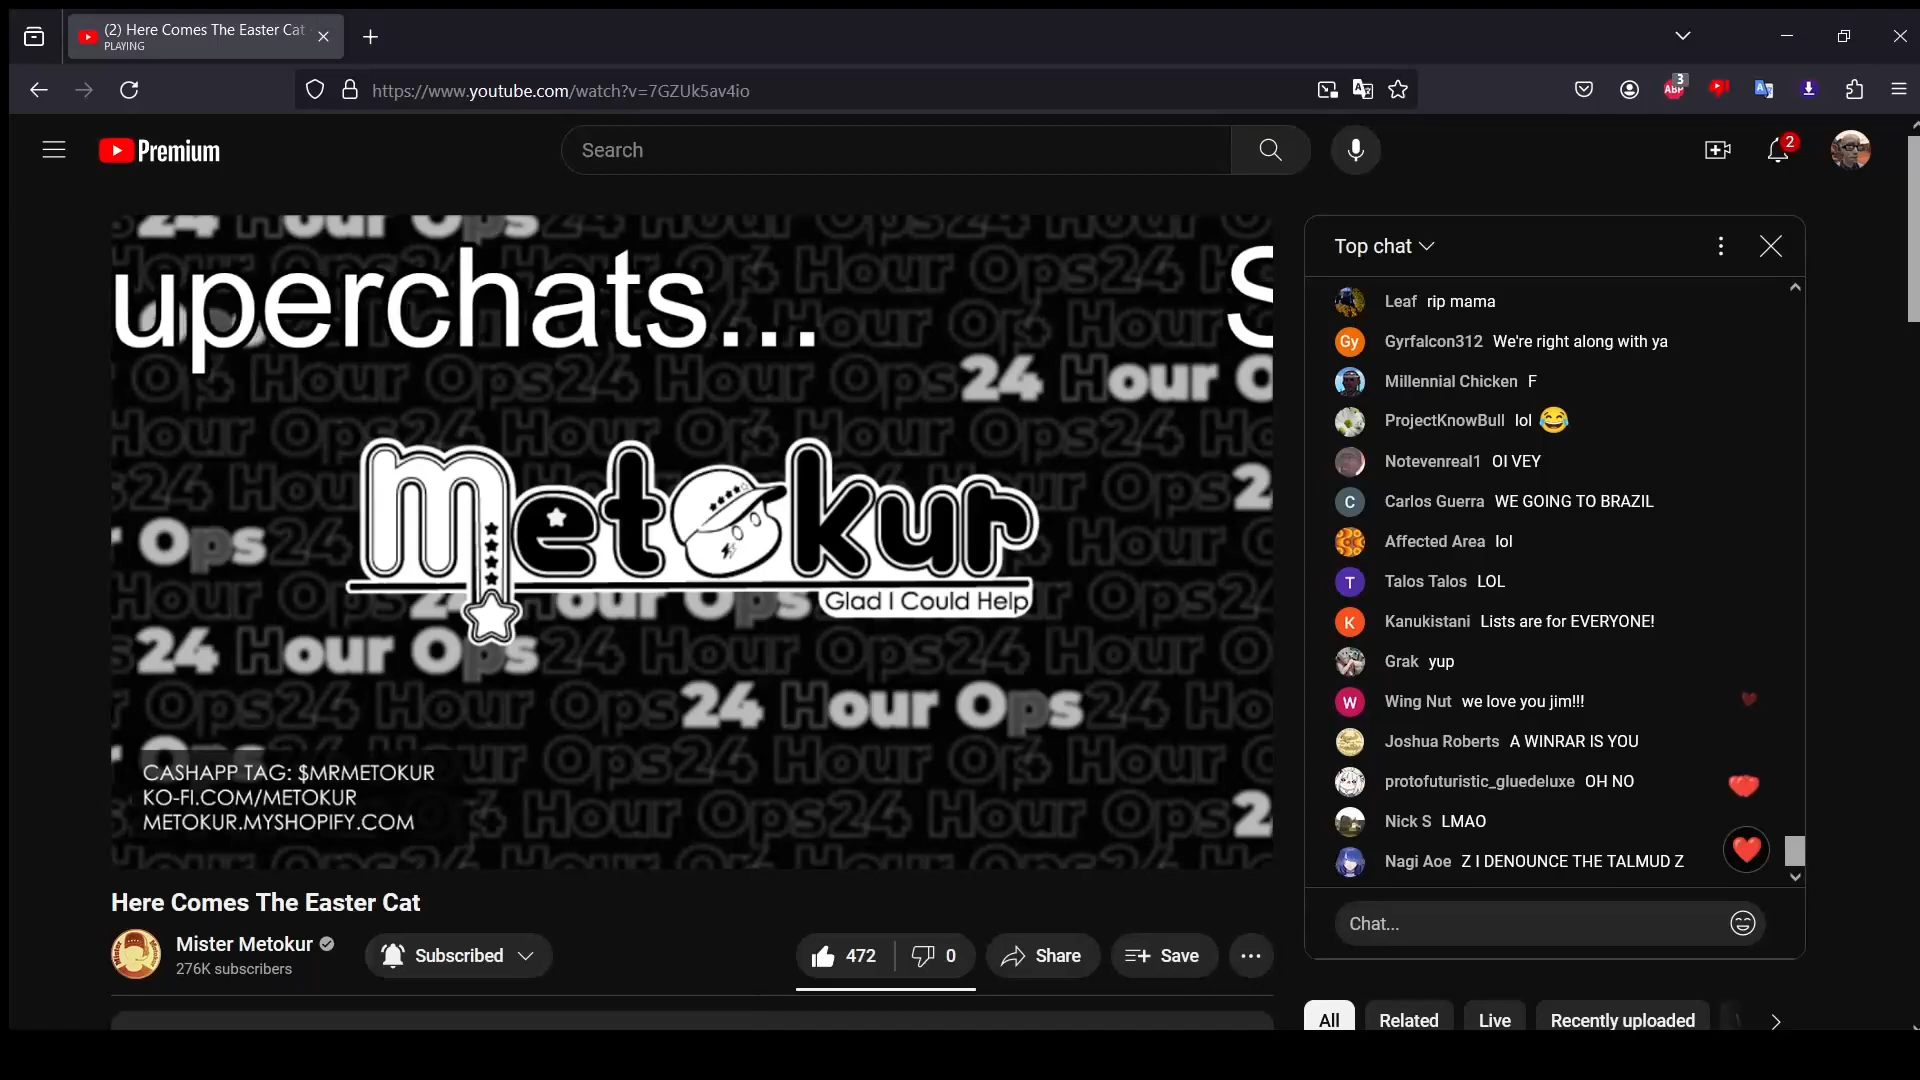 (2) Here Comes The Easter Cat
PLAYING
https://www.youtube.com/watch?v=7GZUk5av4io
ABP
3
Premium
Search
2
24 Hour Ops
uperchats...
S
24 Hour O
Metokur
Glad I Could Help
24 Hour Ops
24 Hour Ops
CASHAPP TAG: $MRMETOKUR
KO-FI.COM/METOKUR
METOKUR.MYSHOPIFY.COM
Top chat
Leaf rip mama
Gy Gyrfalcon312 We're right along with ya
Millennial Chicken F
ProjectKnowBull lol 😂
Notevenreal1 OI VEY
C Carlos Guerra WE GOING TO BRAZIL
Affected Area lol
T Talos Talos LOL
K Kanukistani Lists are for EVERYONE!
Grak yup
W Wing Nut we love you jim!!!
Joshua Roberts A WINRAR IS YOU
protofuturistic_gluedeluxe OH NO
Nick S LMAO
Nagi Aoe Z I DENOUNCE THE TALMUD Z
Chat...
Here Comes The Easter Cat
Mister Metokur
276K subscribers
Subscribed
472
0
Share
Save
All
Related
Live
Recently uploaded